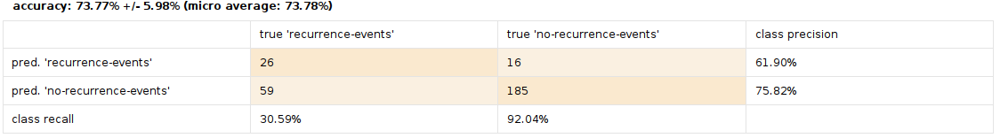 accuracy: 73.77% +/- 5.98% (micro average: 73.78%)
true 'recurrence-events' true 'no-recurrence-events' class precision
pred. 'recurrence-events' 26 16 61.90%
pred. 'no-recurrence-events' 59 185 75.82%
class recall 30.59% 92.04%